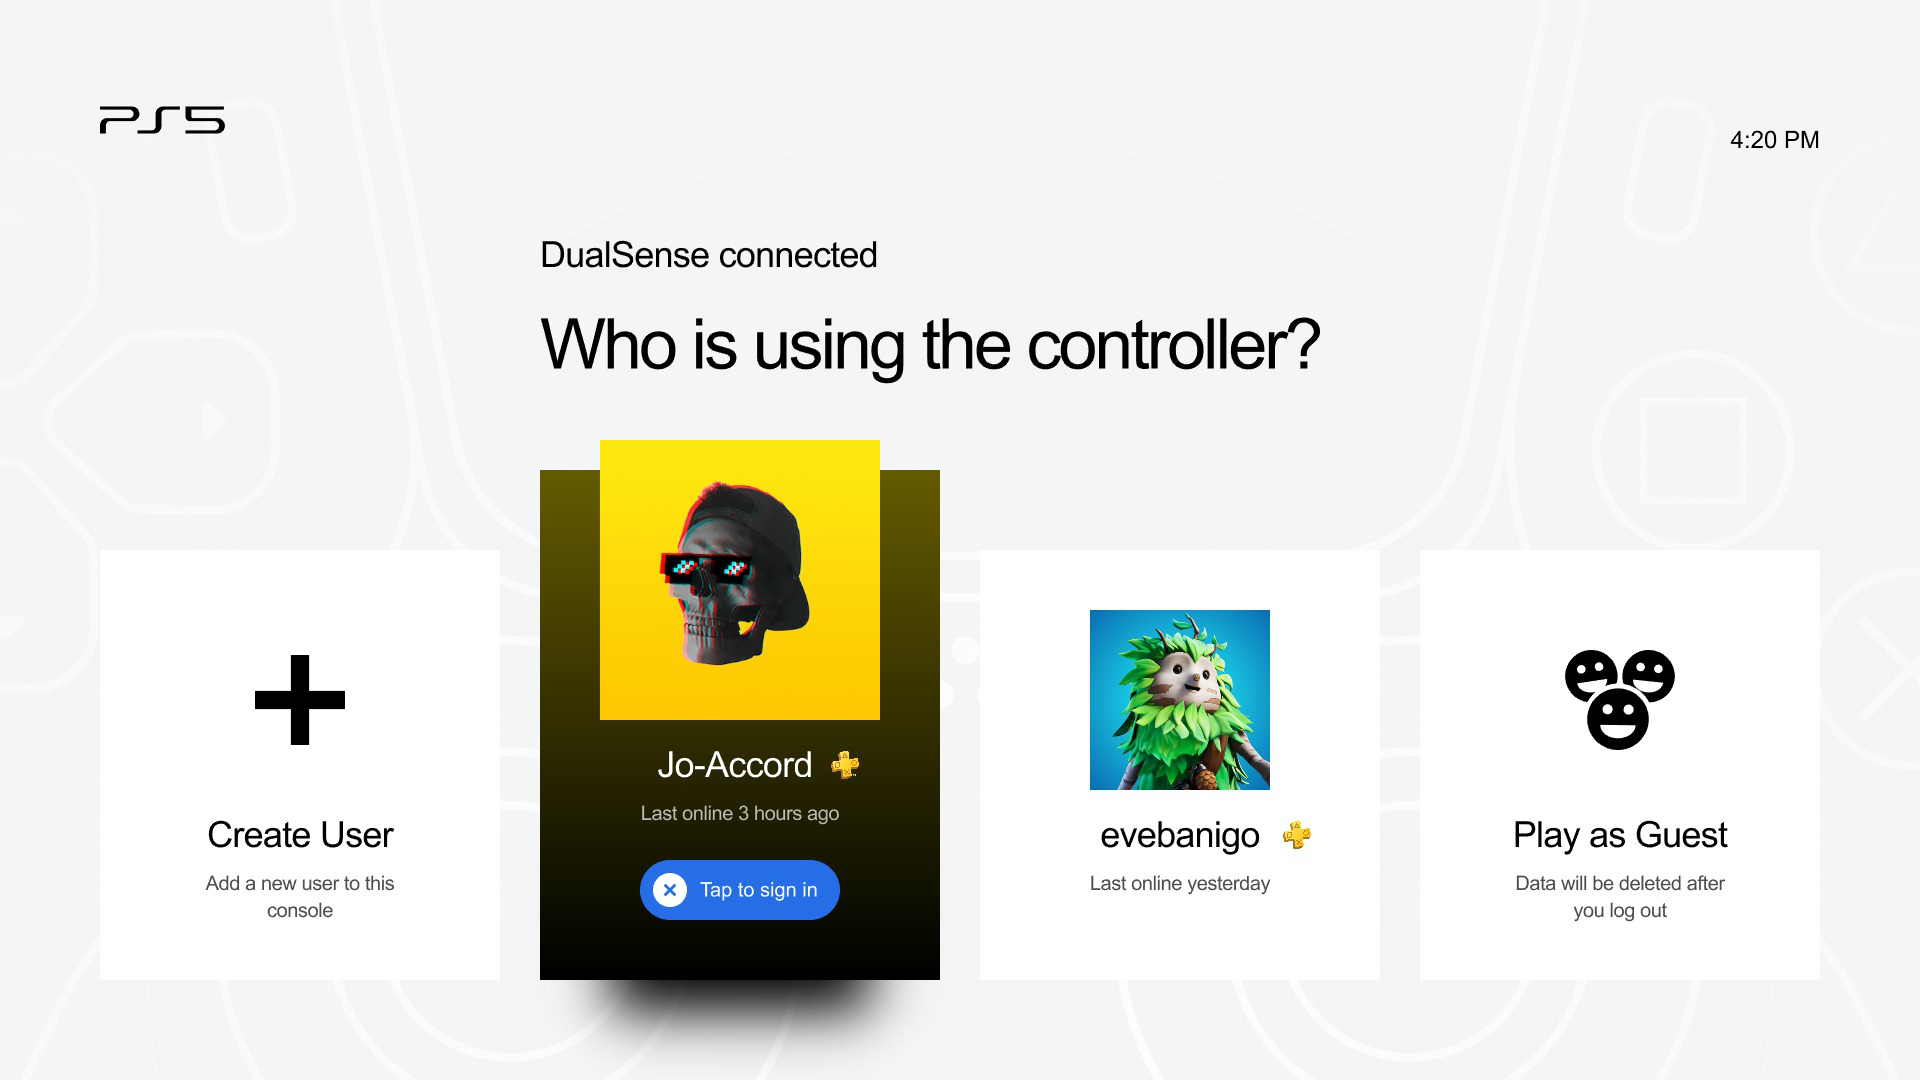 PS5
4:20 PM
DualSense connected
Who is using the controller?
Create User
Add a new user to this
console
Jo-Accord
Last online 3 hours ago
Tap to sign in
evebanigo
Last online yesterday
Play as Guest
Data will be deleted after
you log out